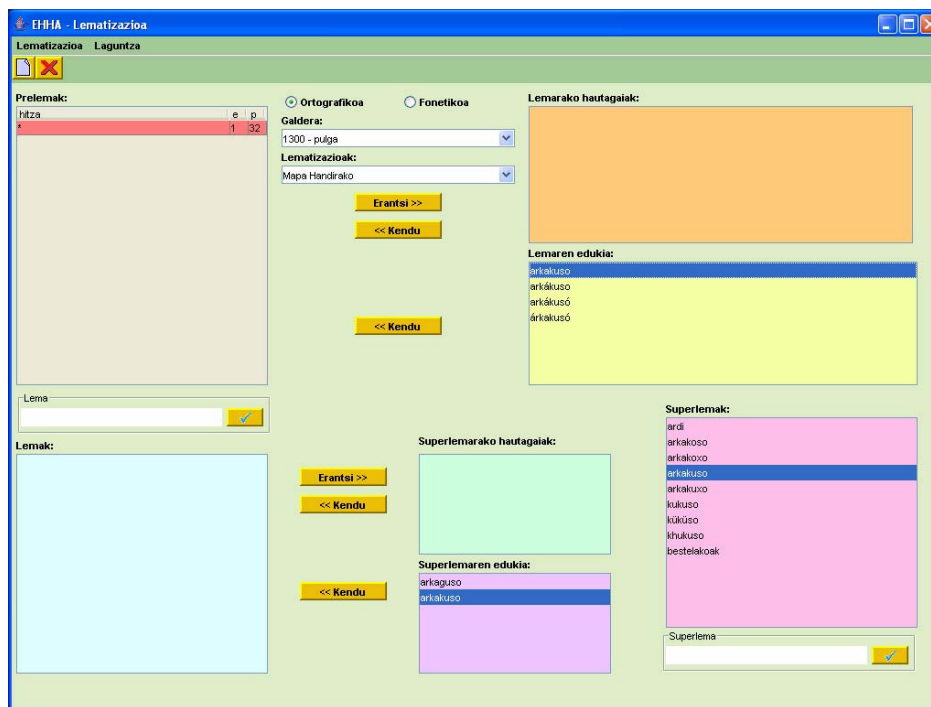 EHHA - Lematizazioa
Lematizazioa Laguntza
Prelemak:
hitza e p
* 1 32
Ortografikoa Fonetikoa
Galdera:
1300 - pulga
Lematizazioak:
Mapa Handirako
Erantsi >>
<< Kendu
<< Kendu
Lemarako hautagaiak:
Lemaren edukia:
arkakuso
arkákuso
arkákusó
árkakusó
Lema
Lemak:
Erantsi >>
<< Kendu
<< Kendu
Superlemarako hautagaiak:
Superlemaren edukia:
arkaguso
arkakuso
Superlemak:
ardi
arkakoso
arkakoxo
arkakuso
arkakuxo
kukuso
küküso
khukuso
bestelakoak
Superlema